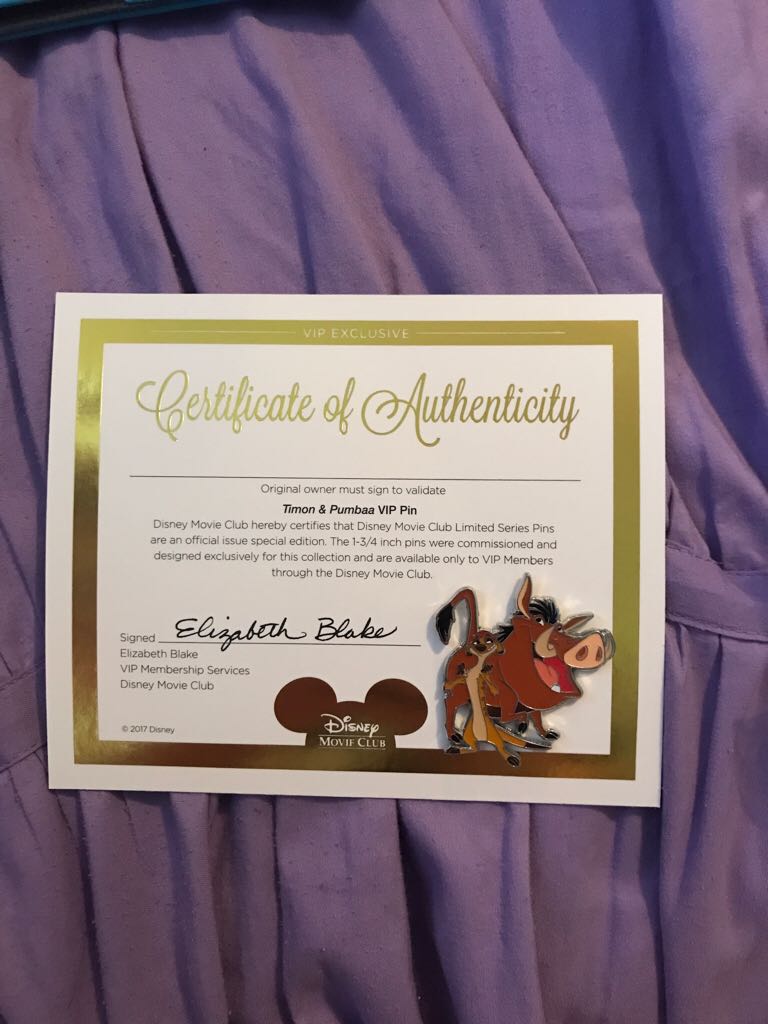 VIP EXCLUSIVE
Certificate of Authenticity
Original owner must sign to validate
Timon & Pumbaa VIP Pin
Disney Movie Club hereby certifies that Disney Movie Club Limited Series Pins
are an official issue special edition. The 1-3/4 inch pins were commissioned and
designed exclusively for this collection and are available only to VIP Members
through the Disney Movie Club.
Signed Elizabeth Blake
Elizabeth Blake
VIP Membership Services
Disney Movie Club
© 2017 Disney
Disney
MOVIE CLUB